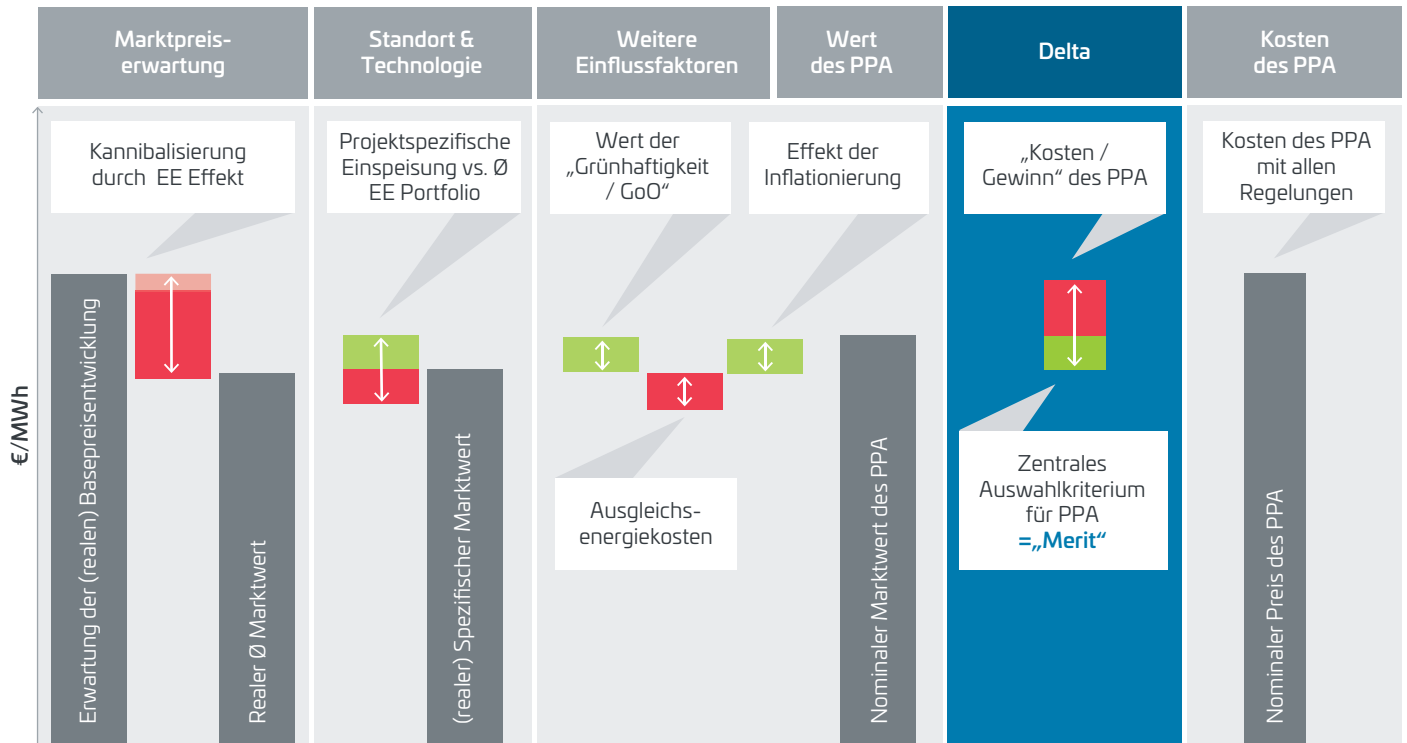 Marktpreis-
erwartung
Standort &
Technologie
Weitere
Einflussfaktoren
Wert
des PPA
Delta
Kosten
des PPA
€/MWh
Kannibalisierung
durch EE Effekt
Projektspezifische
Einspeisung vs. Ø
EE Portfolio
Wert der
„Grünhaftigkeit
/ GoO“
Effekt der
Inflationierung
„Kosten /
Gewinn“ des PPA
Kosten des PPA
mit allen
Regelungen
Erwartung der (realen) Basepreisentwicklung
Realer Ø Marktwert
(realer) Spezifischer Marktwert
Ausgleichs-
energiekosten
Nominaler Marktwert des PPA
Zentrales
Auswahlkriterium
für PPA
=„Merit“
Nominaler Preis des PPA